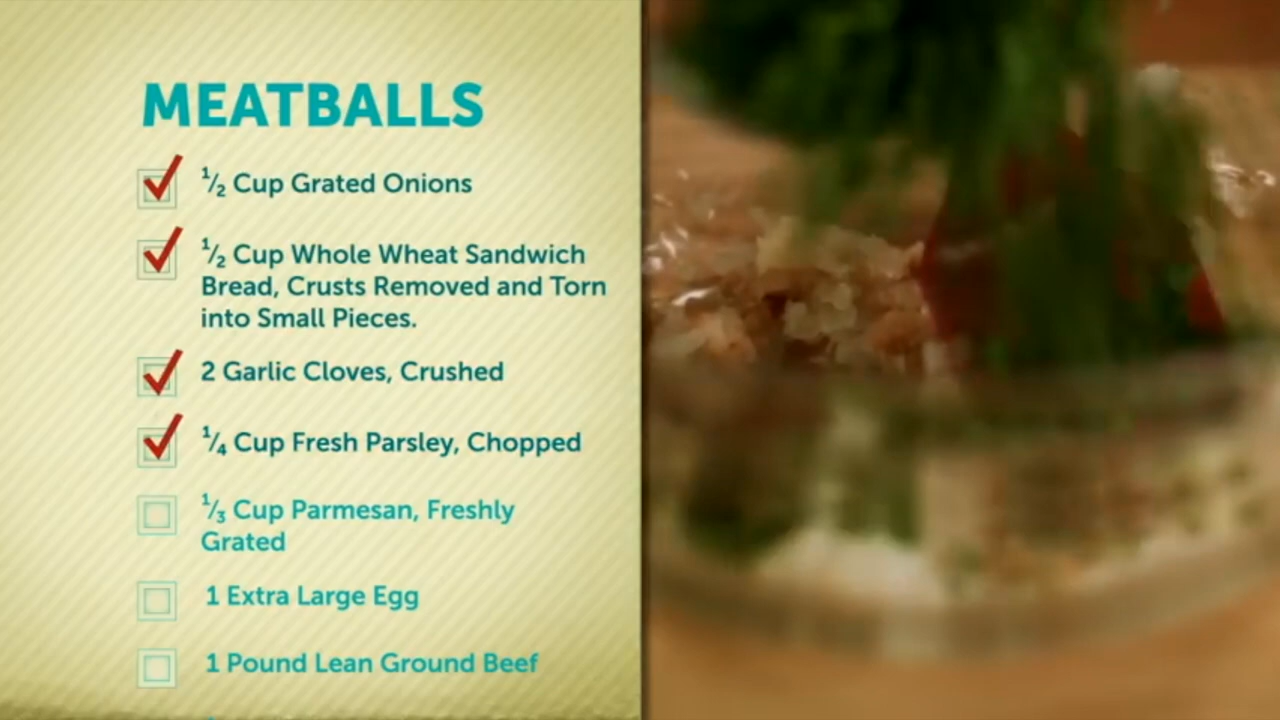 MEATBALLS
½ Cup Grated Onions
½ Cup Whole Wheat Sandwich
Bread, Crusts Removed and Torn
into Small Pieces.
2 Garlic Cloves, Crushed
¼ Cup Fresh Parsley, Chopped
⅓ Cup Parmesan, Freshly
Grated
1 Extra Large Egg
1 Pound Lean Ground Beef